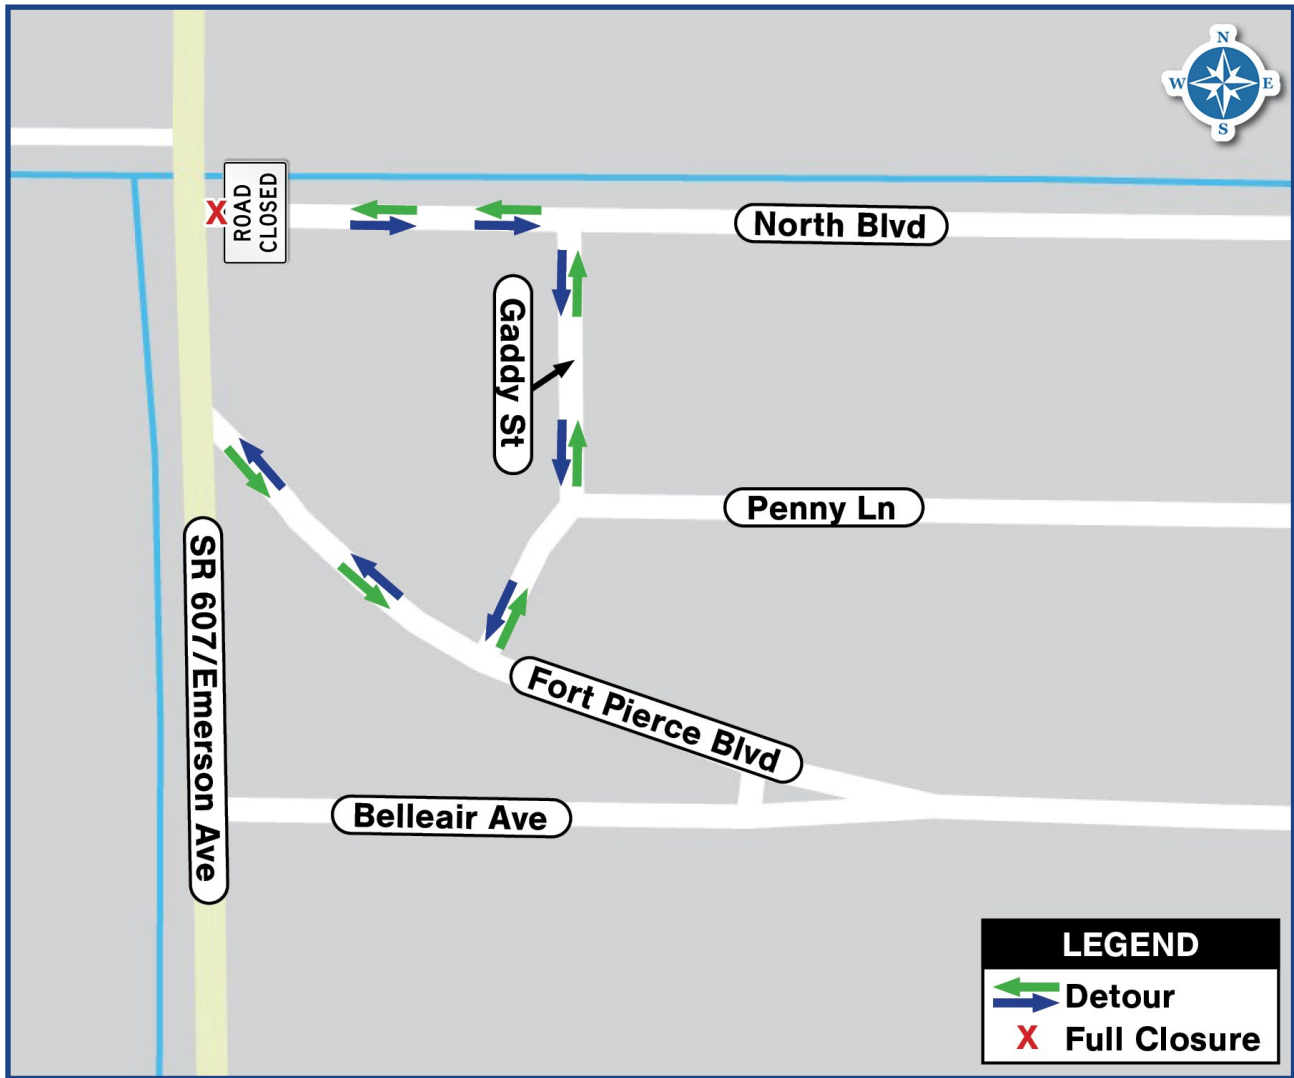 N
W E
S
ROAD
CLOSED
North Blvd
Gaddy St
Penny Ln
SR 607/Emerson Ave
Fort Pierce Blvd
Belleair Ave
LEGEND
Detour
X Full Closure
X